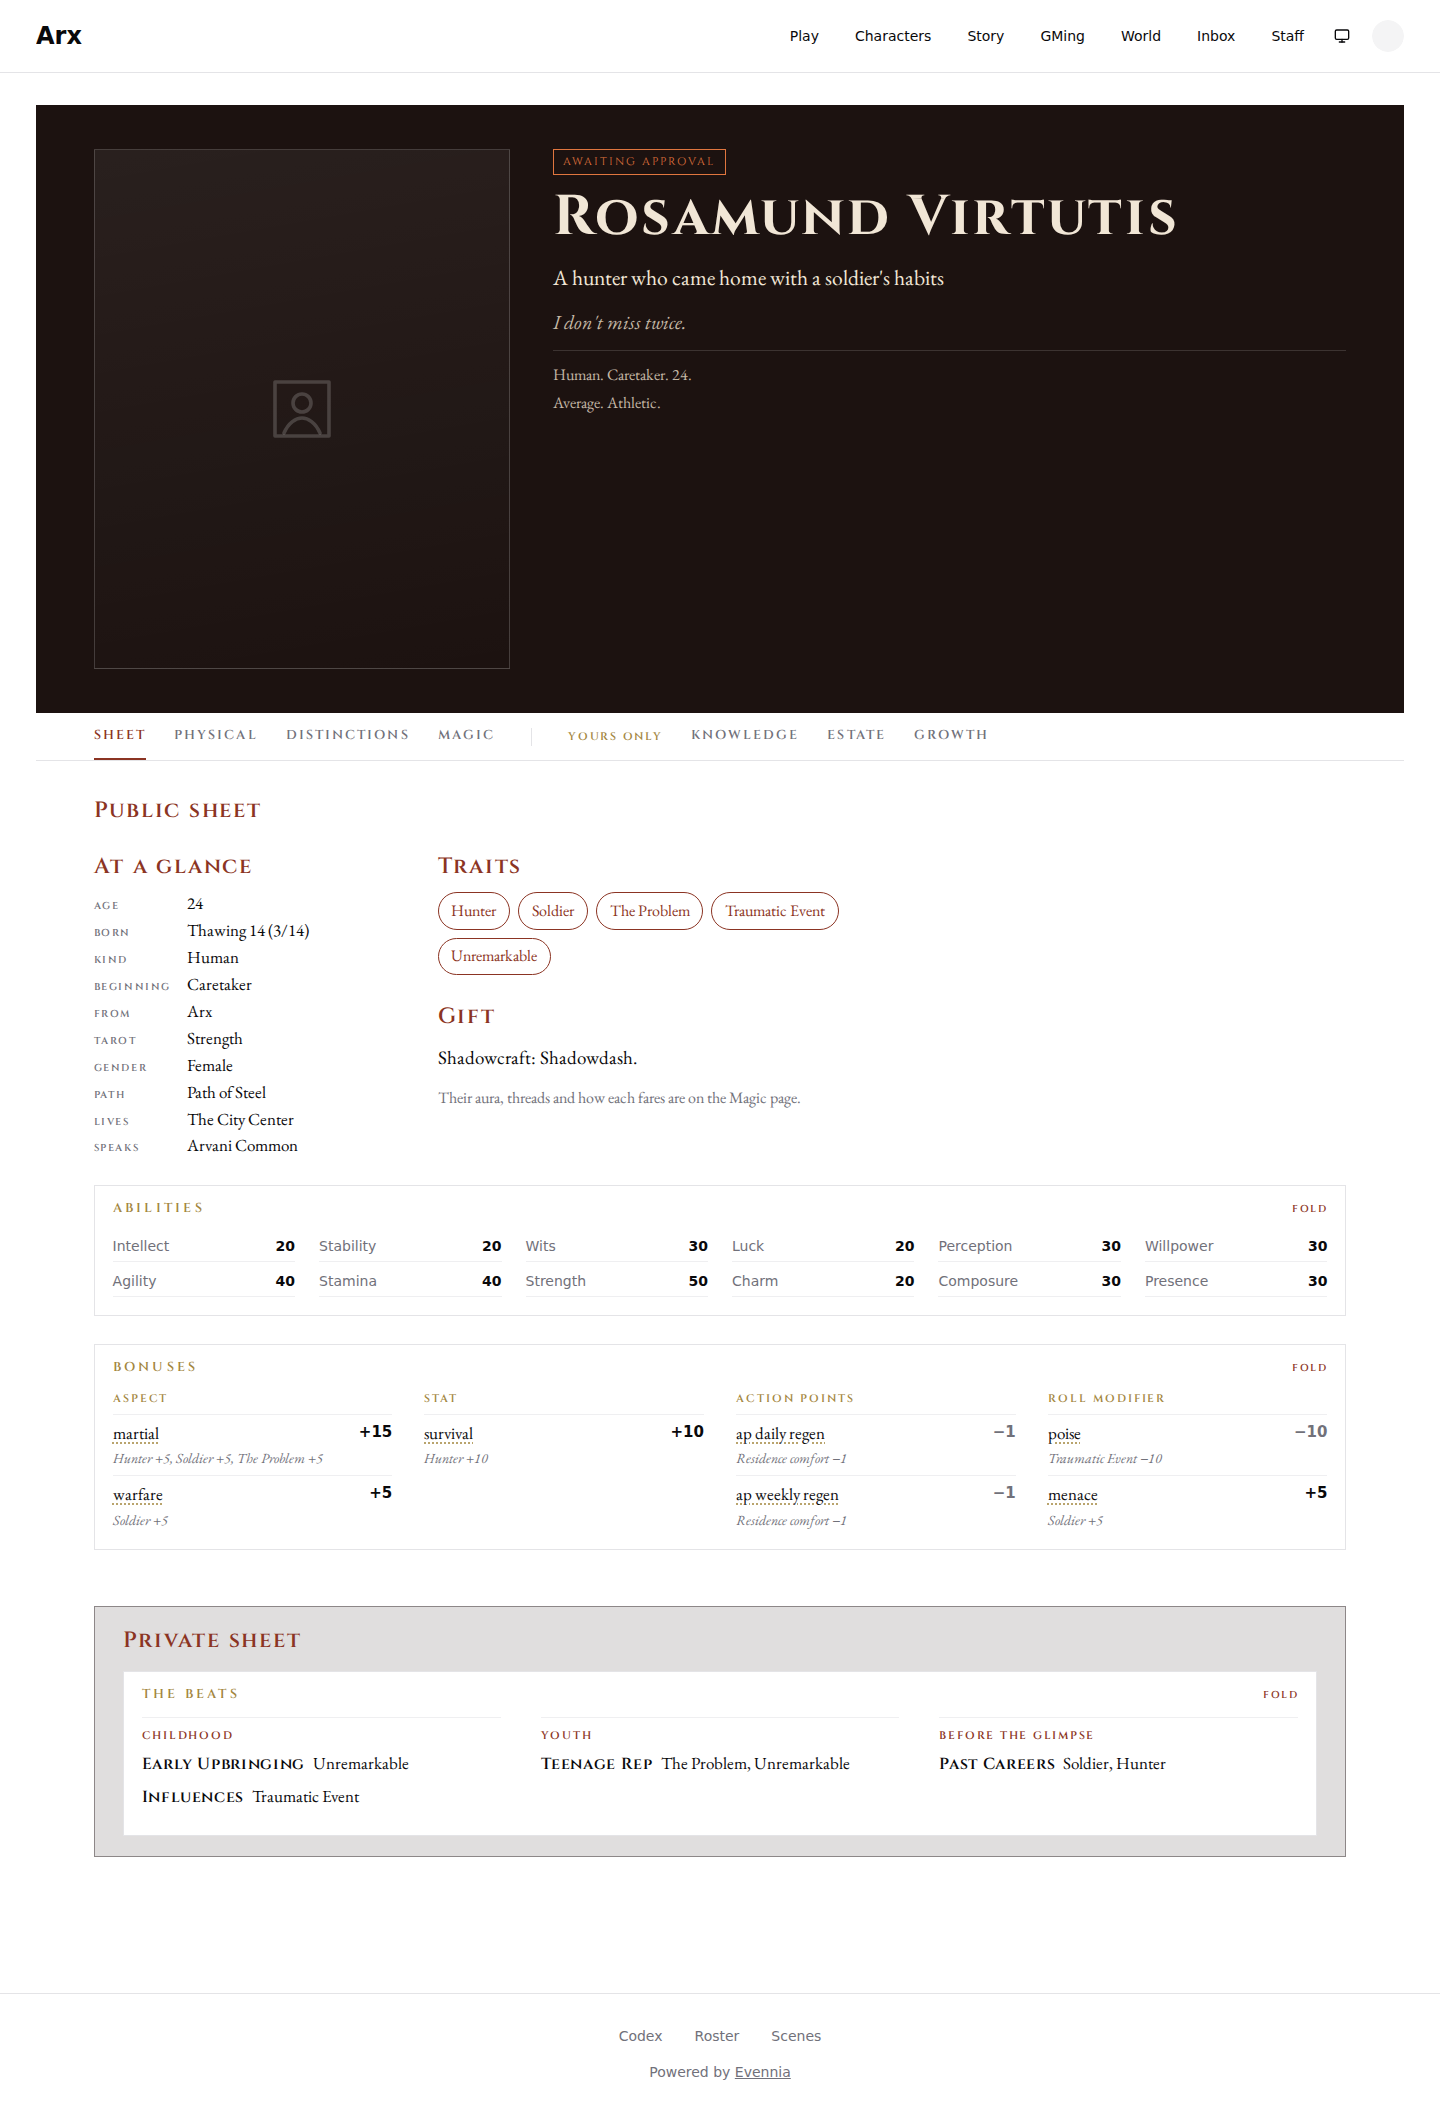 Arx
Play Characters Story GMing World Inbox Staff
AWAITING APPROVAL
Rosamund Virtutis
A hunter who came home with a soldier's habits
I don't miss twice.
Human. Caretaker. 24.
Average. Athletic.
SHEET PHYSICAL DISTINCTIONS MAGIC YOURS ONLY KNOWLEDGE ESTATE GROWTH
Public sheet
At a glance
AGE 24
BORN Thawing 14 (3/14)
KIND Human
BEGINNING Caretaker
FROM Arx
TAROT Strength
GENDER Female
PATH Path of Steel
LIVES The City Center
SPEAKS Arvani Common
Traits
Hunter Soldier The Problem Traumatic Event
Unremarkable
Gift
Shadowcraft: Shadowdash.
Their aura, threads and how each fares are on the Magic page.
ABILITIES FOLD
Intellect 20 Stability 20 Wits 30 Luck 20 Perception 30 Willpower 30
Agility 40 Stamina 40 Strength 50 Charm 20 Composure 30 Presence 30
BONUSES FOLD
ASPECT STAT ACTION POINTS ROLL MODIFIER
martial +15 survival +10 ap daily regen −1 poise −10
Hunter +5, Soldier +5, The Problem +5 Hunter +10 Residence comfort −1 Traumatic Event −10
warfare +5 ap weekly regen −1 menace +5
Soldier +5 Residence comfort −1 Soldier +5
Private sheet
THE BEATS FOLD
CHILDHOOD YOUTH BEFORE THE GLIMPSE
Early Upbringing Unremarkable Teenage Rep The Problem, Unremarkable Past Careers Soldier, Hunter
Influences Traumatic Event
Codex Roster Scenes
Powered by Evennia